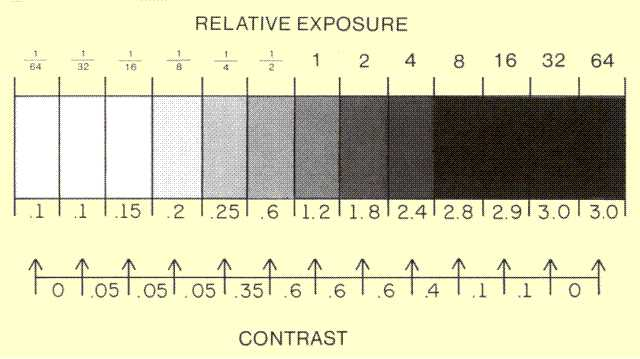 RELATIVE EXPOSURE
1/64 1/32 1/16 1/8 1/4 1/2 1 2 4 8 16 32 64
.1 .1 .15 .2 .25 .6 1.2 1.8 2.4 2.8 2.9 3.0 3.0
0 .05 .05 .05 .35 .6 .6 .6 .4 .1 .1 0
CONTRAST